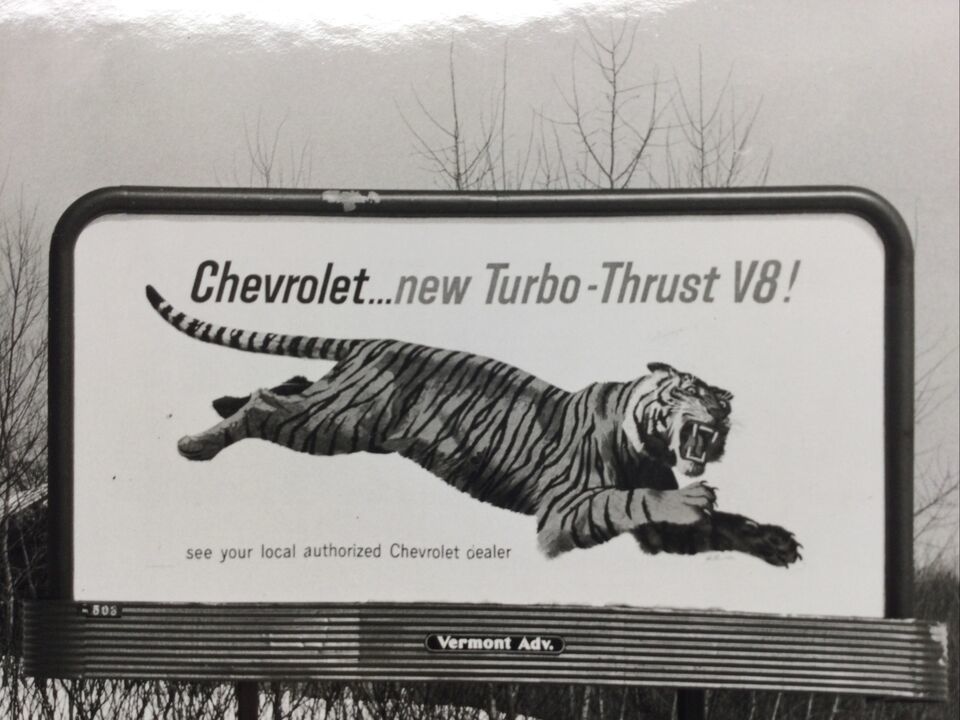 Chevrolet...new Turbo-Thrust V8!
see your local authorized Chevrolet dealer
Vermont Adv.